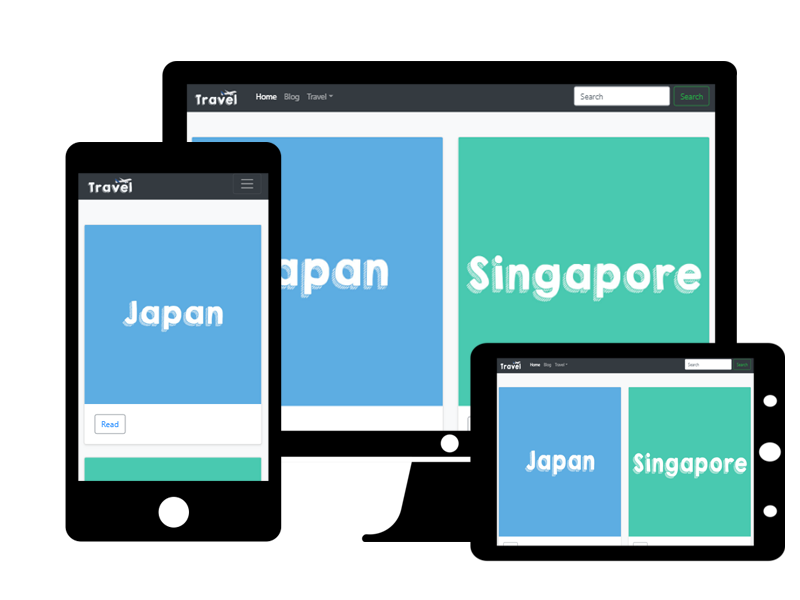 Travel Home Blog Travel Search Search
apan Singapore
Travel
Japan
Read
Travel Home Blog Travel Search Search
Japan Singapore